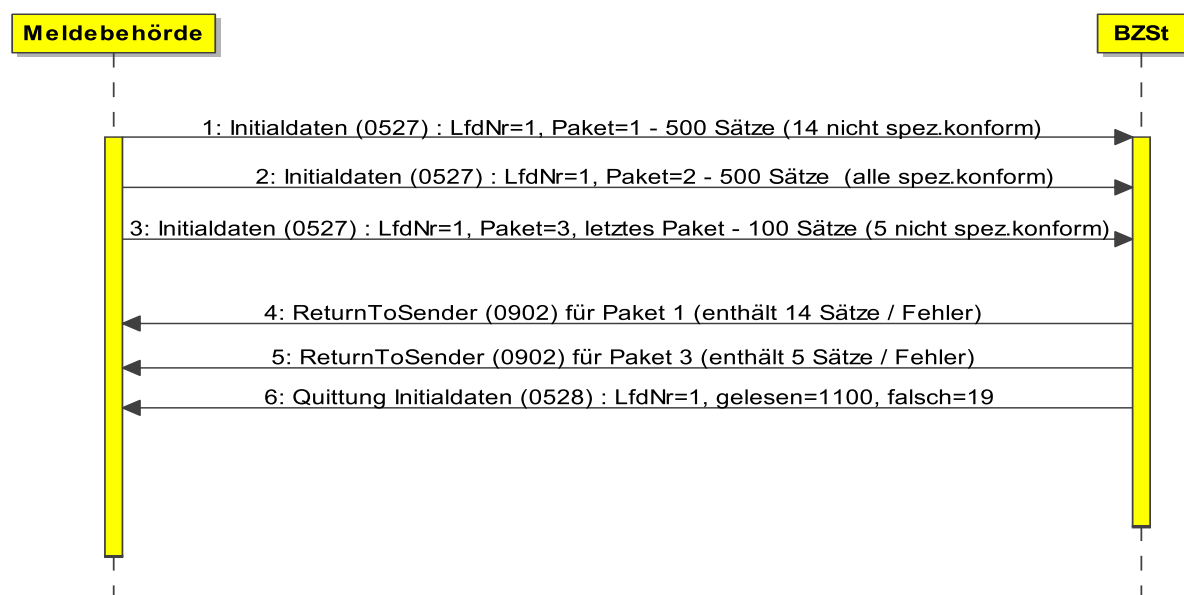 Meldebehörde
BZSt
1: Initialdaten (0527) : LfdNr=1, Paket=1 - 500 Sätze (14 nicht spez.konform)
2: Initialdaten (0527) : LfdNr=1, Paket=2 - 500 Sätze (alle spez.konform)
3: Initialdaten (0527) : LfdNr=1, Paket=3, letztes Paket - 100 Sätze (5 nicht spez.konform)
4: ReturnToSender (0902) für Paket 1 (enthält 14 Sätze / Fehler)
5: ReturnToSender (0902) für Paket 3 (enthält 5 Sätze / Fehler)
6: Quittung Initialdaten (0528) : LfdNr=1, gelesen=1100, falsch=19